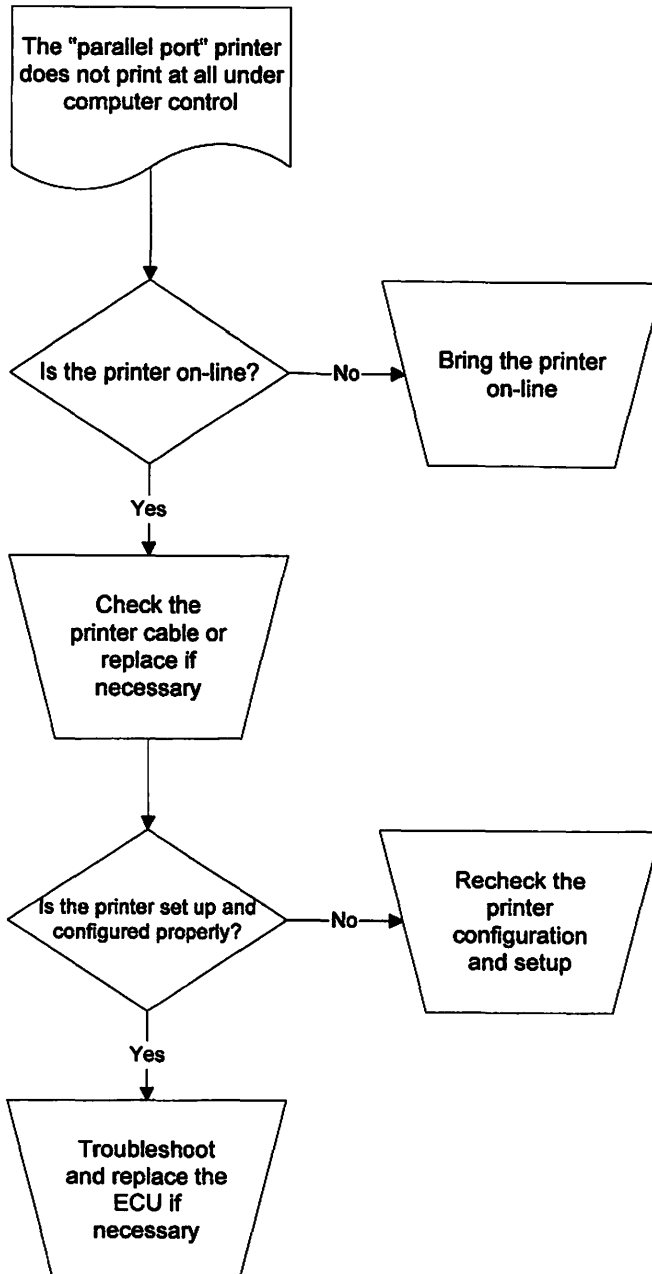 The "parallel port" printer
does not print at all under
computer control
Is the printer on-line?
No
Bring the printer
on-line
Yes
Check the
printer cable or
replace if
necessary
Is the printer set up and
configured properly?
No
Recheck the
printer
configuration
and setup
Yes
Troubleshoot
and replace the
ECU if
necessary